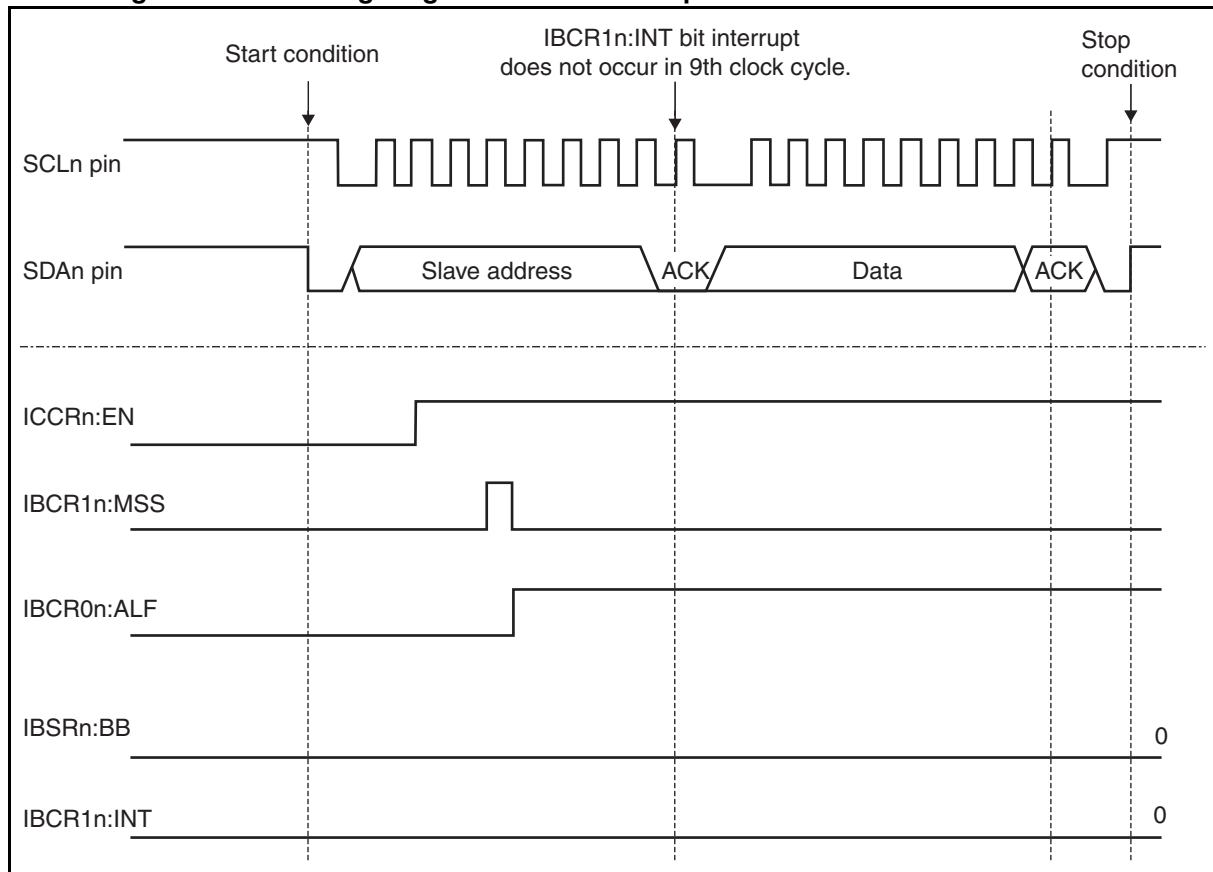 Start condition
IBCR1n:INT bit interrupt
does not occur in 9th clock cycle.
Stop
condition
SCLn pin
SDAn pin
Slave address
ACK
Data
ACK
ICCRn:EN
IBCR1n:MSS
IBCR0n:ALF
IBSRn:BB
0
IBCR1n:INT
0